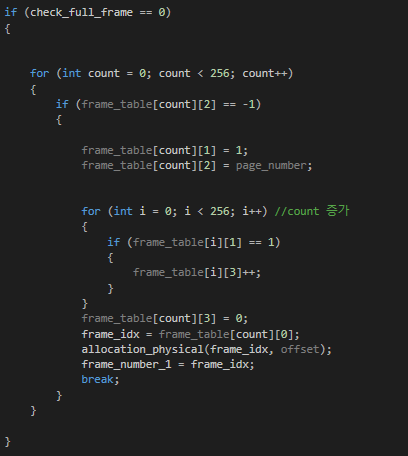 if (check_full_frame == 0)
{
for (int count = 0; count < 256; count++)
{
if (frame_table[count][2] == -1)
{
frame_table[count][1] = 1;
frame_table[count][2] = page_number;
for (int i = 0; i < 256; i++) //count 증가
{
if (frame_table[i][1] == 1)
{
frame_table[i][3]++;
}
}
frame_table[count][3] = 0;
frame_idx = frame_table[count][0];
allocation_physical(frame_idx, offset);
frame_number_1 = frame_idx;
break;
}
}
}